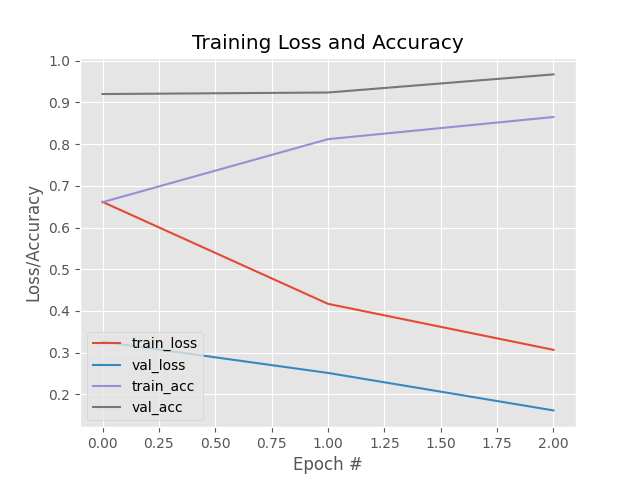 Training Loss and Accuracy
1.0
0.9
0.8
0.7
0.6
0.5
0.4
0.3
0.2
Loss/Accuracy
train_loss
val_loss
train_acc
val_acc
0.00 0.25 0.50 0.75 1.00 1.25 1.50 1.75 2.00
Epoch #